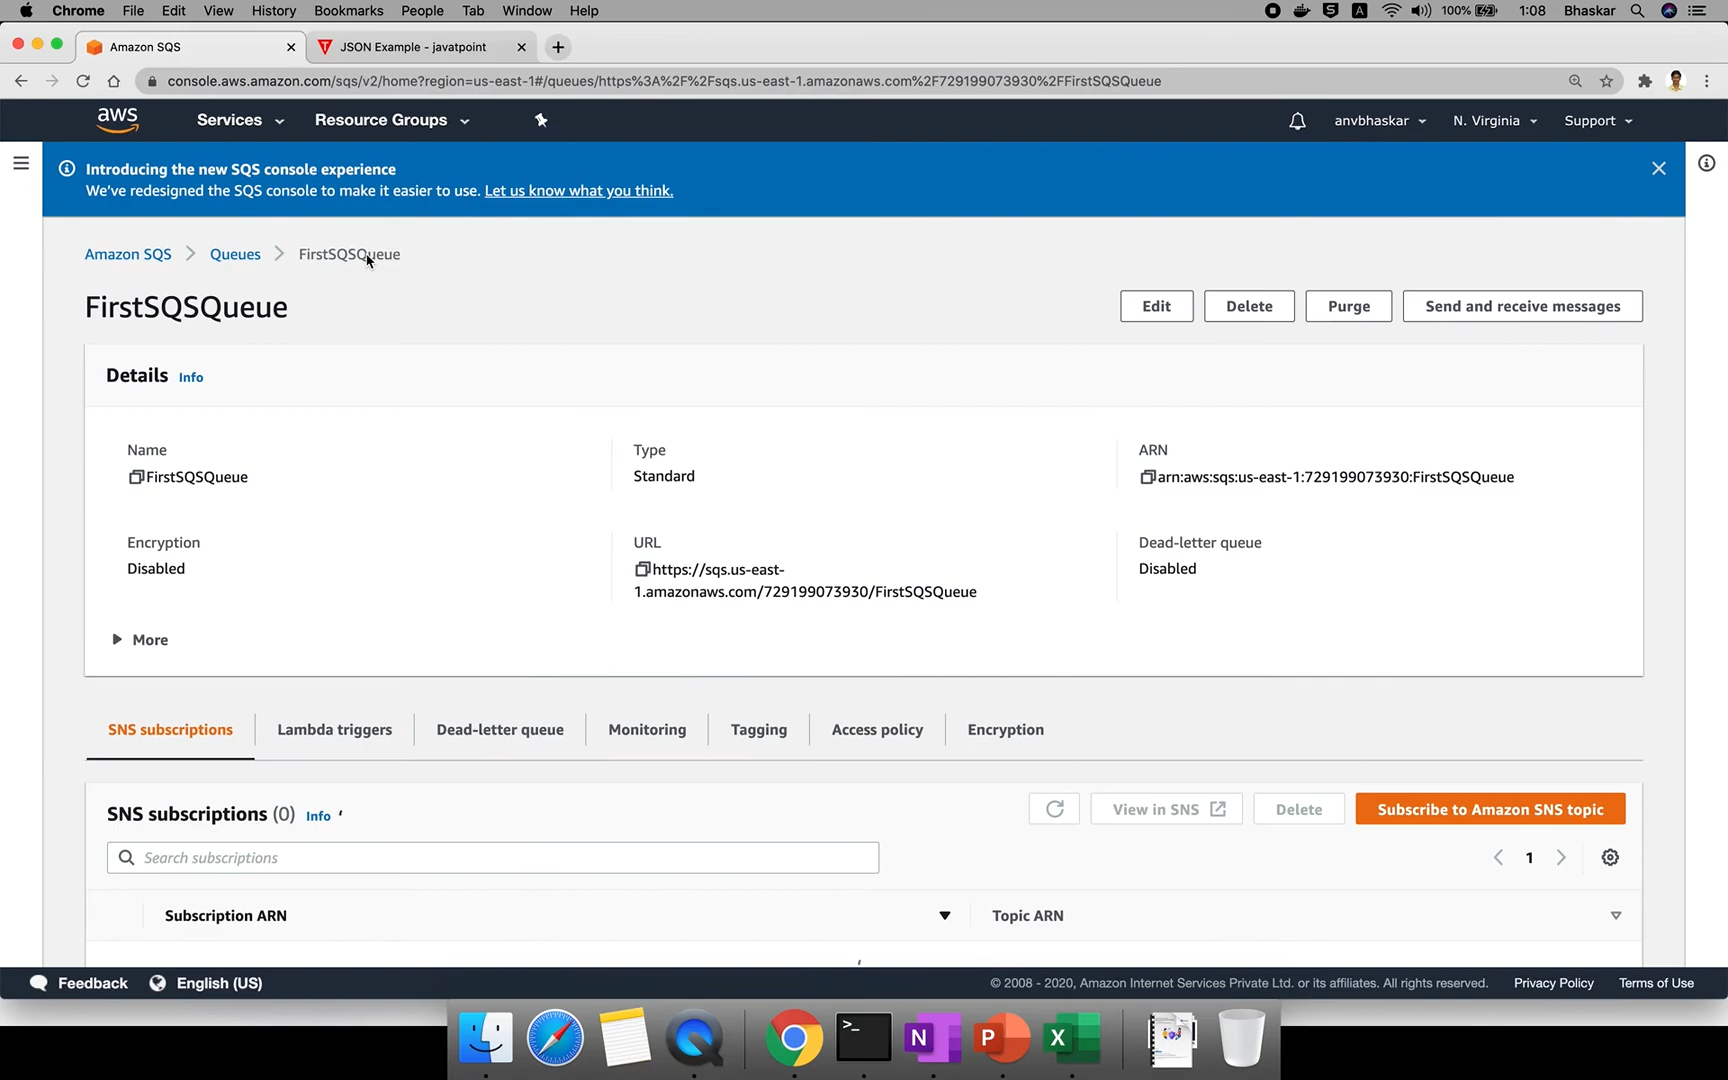 Chrome File Edit View History Bookmarks People Tab Window Help
S A 100% 1:08 Bhaskar
Amazon SQS
JSON Example - javatpoint
console.aws.amazon.com/sqs/v2/home?region=us-east-1#/queues/https%3A%2F%2Fsqs.us-east-1.amazonaws.com%2F729199073930%2FFirstSQSQueue
aws Services Resource Groups anvbhaskar N. Virginia Support
Introducing the new SQS console experience
We've redesigned the SQS console to make it easier to use. Let us know what you think.
Amazon SQS > Queues > FirstSQSQueue
FirstSQSQueue
Edit Delete Purge Send and receive messages
Details Info
Name
FirstSQSQueue
Type
Standard
ARN
arn:aws:sqs:us-east-1:729199073930:FirstSQSQueue
Encryption
Disabled
URL
https://sqs.us-east-
1.amazonaws.com/729199073930/FirstSQSQueue
Dead-letter queue
Disabled
More
SNS subscriptions Lambda triggers Dead-letter queue Monitoring Tagging Access policy Encryption
SNS subscriptions (0) Info
View in SNS Delete Subscribe to Amazon SNS topic
Search subscriptions
1
Subscription ARN Topic ARN
Feedback English (US) © 2008 - 2020, Amazon Internet Services Private Ltd. or its affiliates. All rights reserved. Privacy Policy Terms of Use
>_ N P X